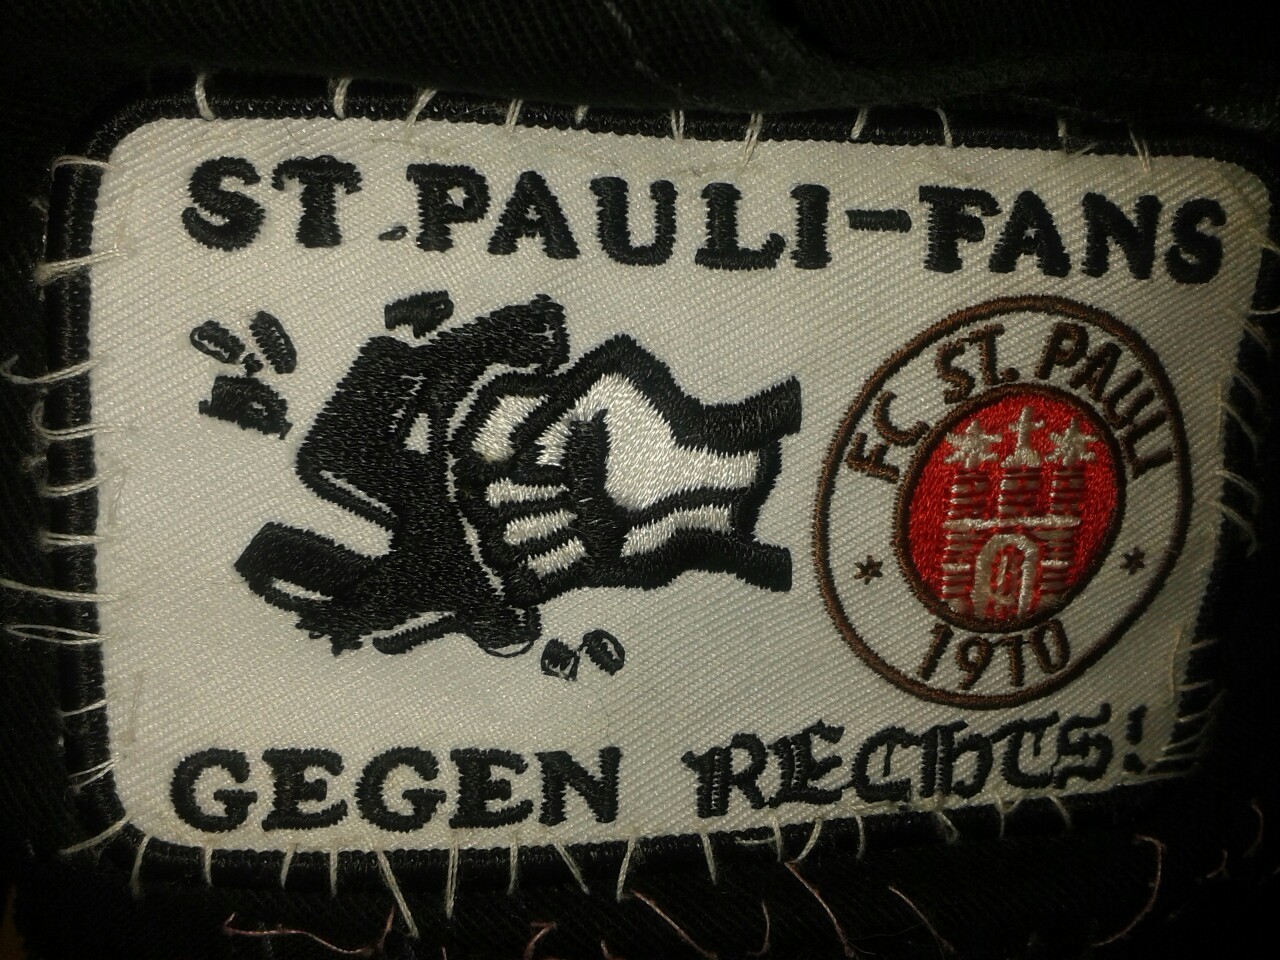 ST.PAULI-FANS
FC ST. PAULI
1910
GEGEN RECHTS!